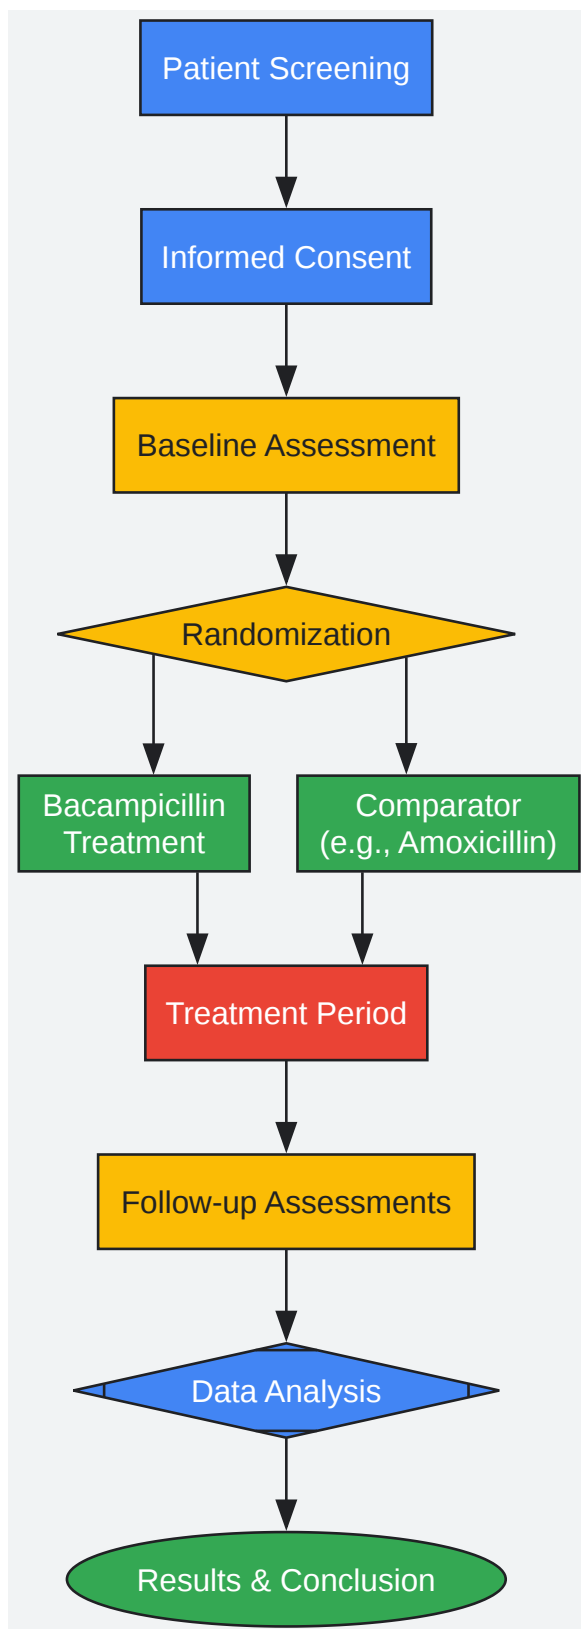 Patient Screening
Informed Consent
Baseline Assessment
Randomization
Bacampicillin
Treatment
Comparator
(e.g., Amoxicillin)
Treatment Period
Follow-up Assessments
Data Analysis
Results & Conclusion